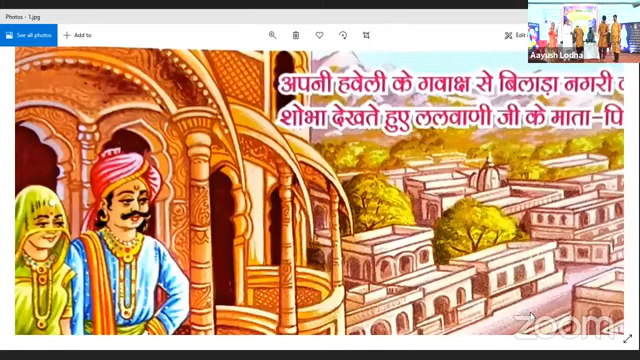 Photos - 1.jpg
See all photos
Add to
Edit
Aayush Lodha
अपनी हवेली के गवाक्ष से बिलाड़ा नगरी
शोभा देखते हुए ललवाणी जी के माता-पि
zoom